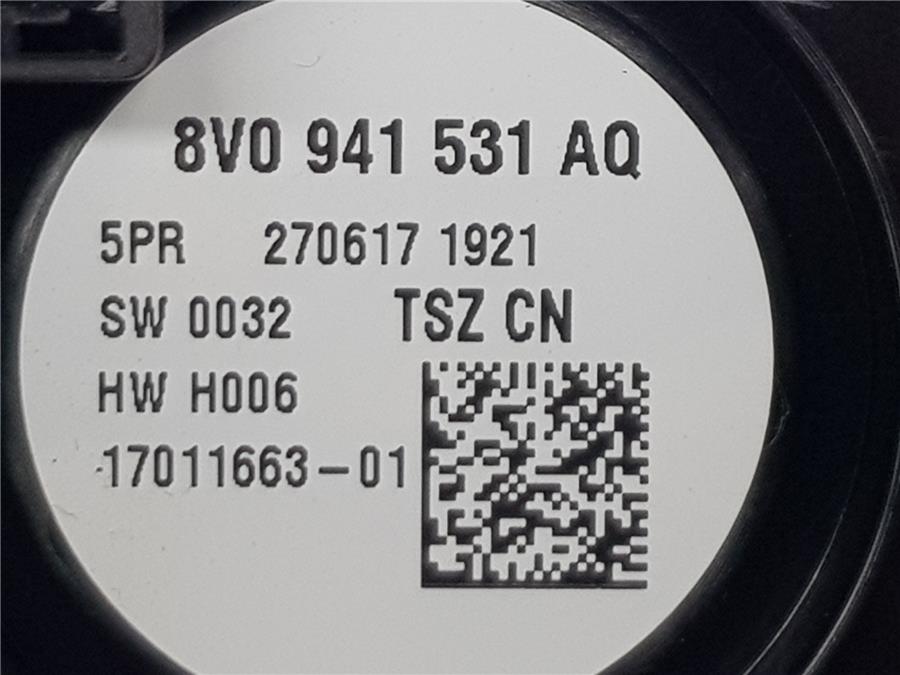 8V0 941 531 AQ
5PR 270617 1921
SW 0032 TSZ CN
HW H006
17011663-01